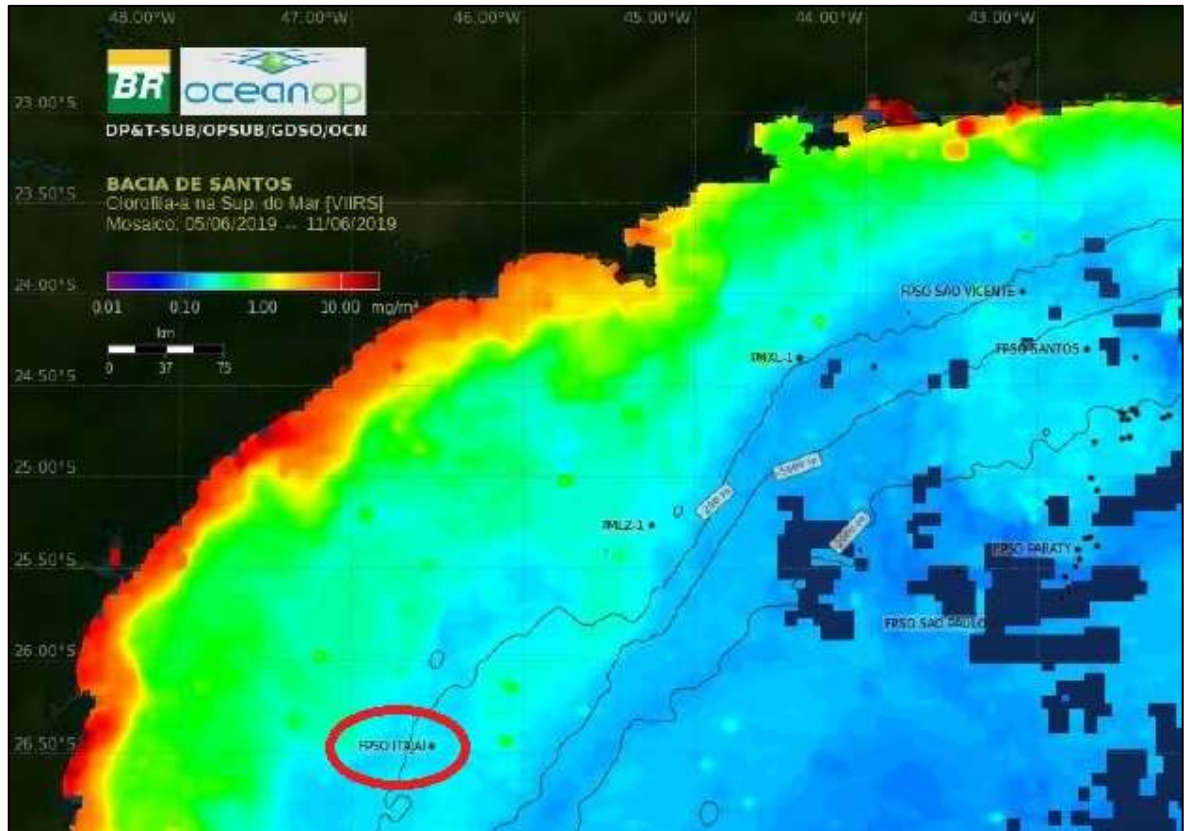 48.00°W 47.00°W 46.00°W 45.00°W 44.00°W 43.00°W
BR oceanop
DP&T-SUB/OPSUB/GDSO/OCN
BACIA DE SANTOS
Clorofila-a na Sup. do Mar [VIIRS]
Mosaico, 05/06/2019 -- 11/06/2019
0.01 0.10 1.00 10.00 mg/m³
km
0 37 75
23.00°S
23.50°S
24.00°S
24.50°S
25.00°S
25.50°S
26.00°S
26.50°S
FPSO SAO VICENTE
FPSO SANTOS
PMXL-1
200 m
PMLZ-1
FPSO PARATY
FPSO SAO PAULO
FPSO ITAJAI